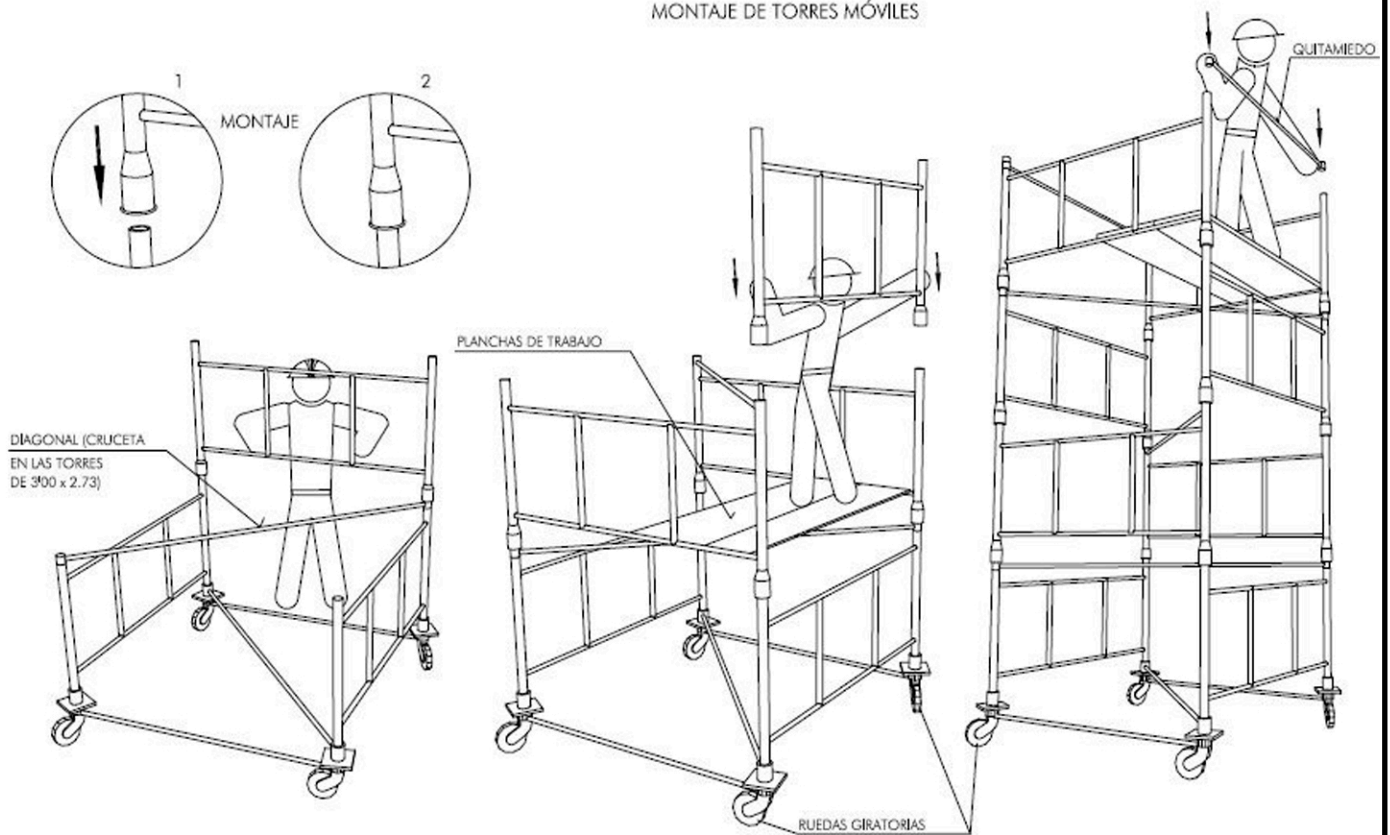 MONTAJE DE TORRES MÓVILES
1
2
MONTAJE
QUITAMIEDO
PLANCHAS DE TRABAJO
DIAGONAL (CRUCETA
EN LAS TORRES
DE 3'00 x 2.73)
RUEDAS GIRATORIAS